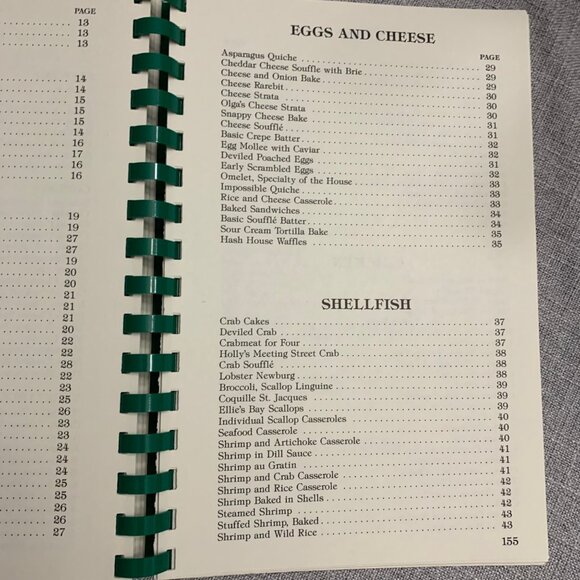 PAGE
13
13
13
14
14
15
15
15
14
16
17
16
16
19
19
27
27
19
20
20
21
21
20
22
22
28
22
23
25
26
23
23
24
24
24
25
25
26
26
27
EGGS AND CHEESE
PAGE
Asparagus Quiche 29
Cheddar Cheese Souffle with Brie 29
Cheese and Onion Bake 29
Cheese Rarebit 30
Cheese Strata 30
Olga's Cheese Strata 30
Snappy Cheese Bake 31
Cheese Soufflé 31
Basic Crepe Batter 32
Egg Mollee with Caviar 32
Deviled Poached Eggs 32
Early Scrambled Eggs 33
Omelet, Specialty of the House 33
Impossible Quiche 33
Rice and Cheese Casserole 33
Baked Sandwiches 34
Basic Soufflé Batter 34
Sour Cream Tortilla Bake 35
Hash House Waffles 35
SHELLFISH
Crab Cakes 37
Deviled Crab 37
Crabmeat for Four 37
Holly's Meeting Street Crab 38
Crab Soufflé 38
Lobster Newburg 38
Broccoli, Scallop Linguine 39
Coquille St. Jacques 39
Ellie's Bay Scallops 39
Individual Scallop Casseroles 40
Seafood Casserole 40
Shrimp and Artichoke Casserole 40
Shrimp in Dill Sauce 41
Shrimp au Gratin 41
Shrimp and Crab Casserole 41
Shrimp and Rice Casserole 42
Shrimp Baked in Shells 42
Steamed Shrimp 42
Stuffed Shrimp, Baked 43
Shrimp and Wild Rice 43
155